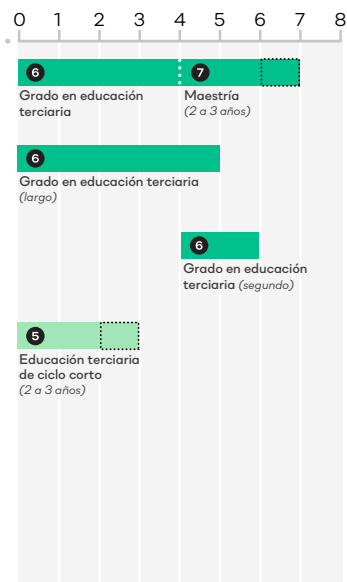 0 1 2 3 4 5 6 7 8
6 7
Grado en educación
terciaria
Maestría
(2 a 3 años)
6
Grado en educación terciaria
(largo)
6
Grado en educación
terciaria (segundo)
5
Educación terciaria
de ciclo corto
(2 a 3 años)